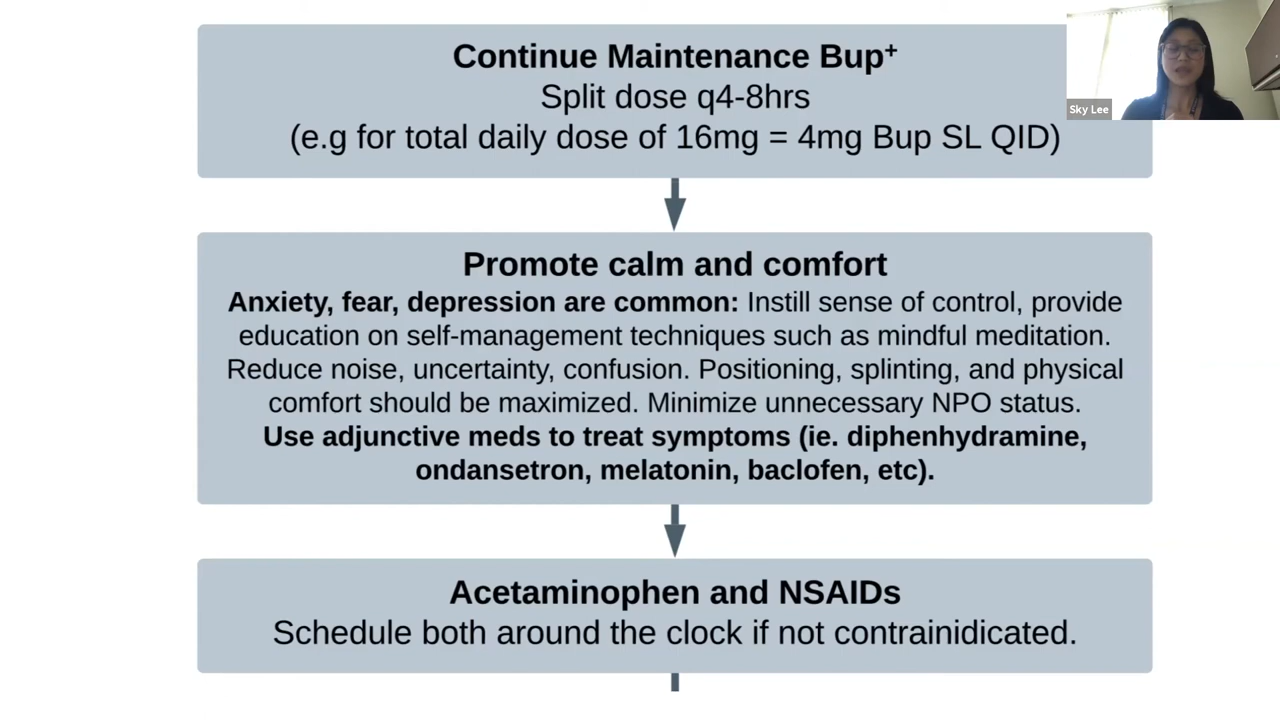 Continue Maintenance Bup+
Split dose q4-8hrs
(e.g for total daily dose of 16mg = 4mg Bup SL QID)
Sky Lee
Promote calm and comfort
Anxiety, fear, depression are common: Instill sense of control, provide
education on self-management techniques such as mindful meditation.
Reduce noise, uncertainty, confusion. Positioning, splinting, and physical
comfort should be maximized. Minimize unnecessary NPO status.
Use adjunctive meds to treat symptoms (ie. diphenhydramine,
ondansetron, melatonin, baclofen, etc).
Acetaminophen and NSAIDs
Schedule both around the clock if not contrainidicated.